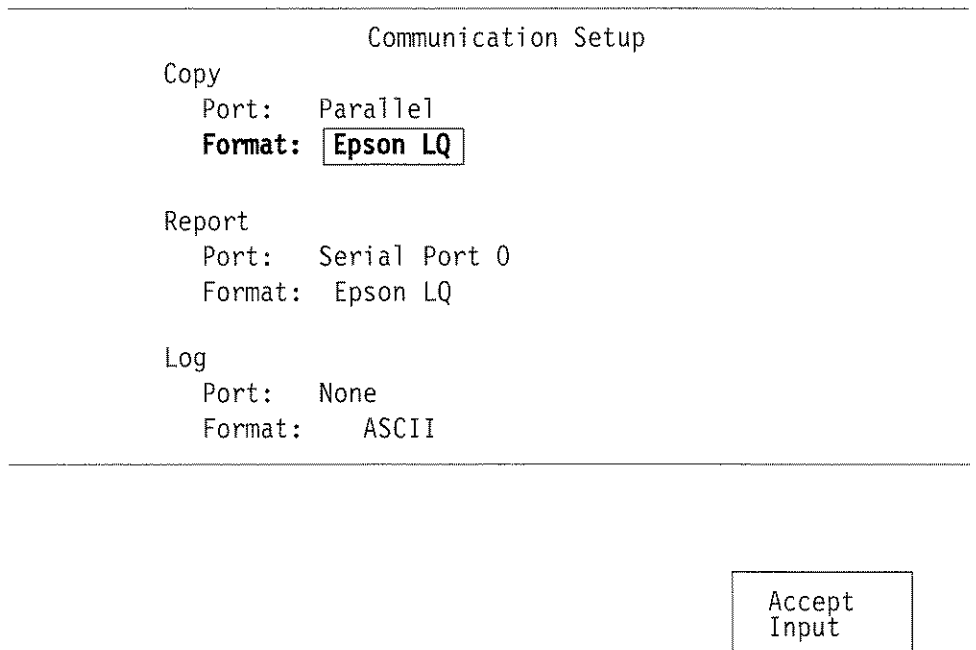 Communication Setup
Copy
Port: Parallel
Format: Epson LQ
Report
Port: Serial Port 0
Format: Epson LQ
Log
Port: None
Format: ASCII
Accept
Input